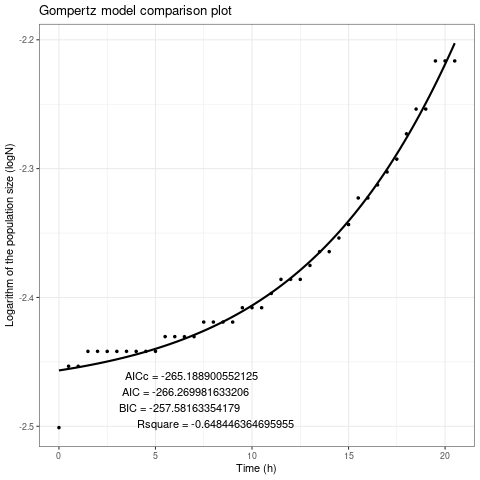 Gompertz model comparison plot
-2.2
-2.3
-2.4
-2.5
Logarithm of the population size (logN)
AICc = -265.188900552125
AIC = -266.269981633206
BIC = -257.58163354179
Rsquare = -0.648446364695955
0 5 10 15 20
Time (h)